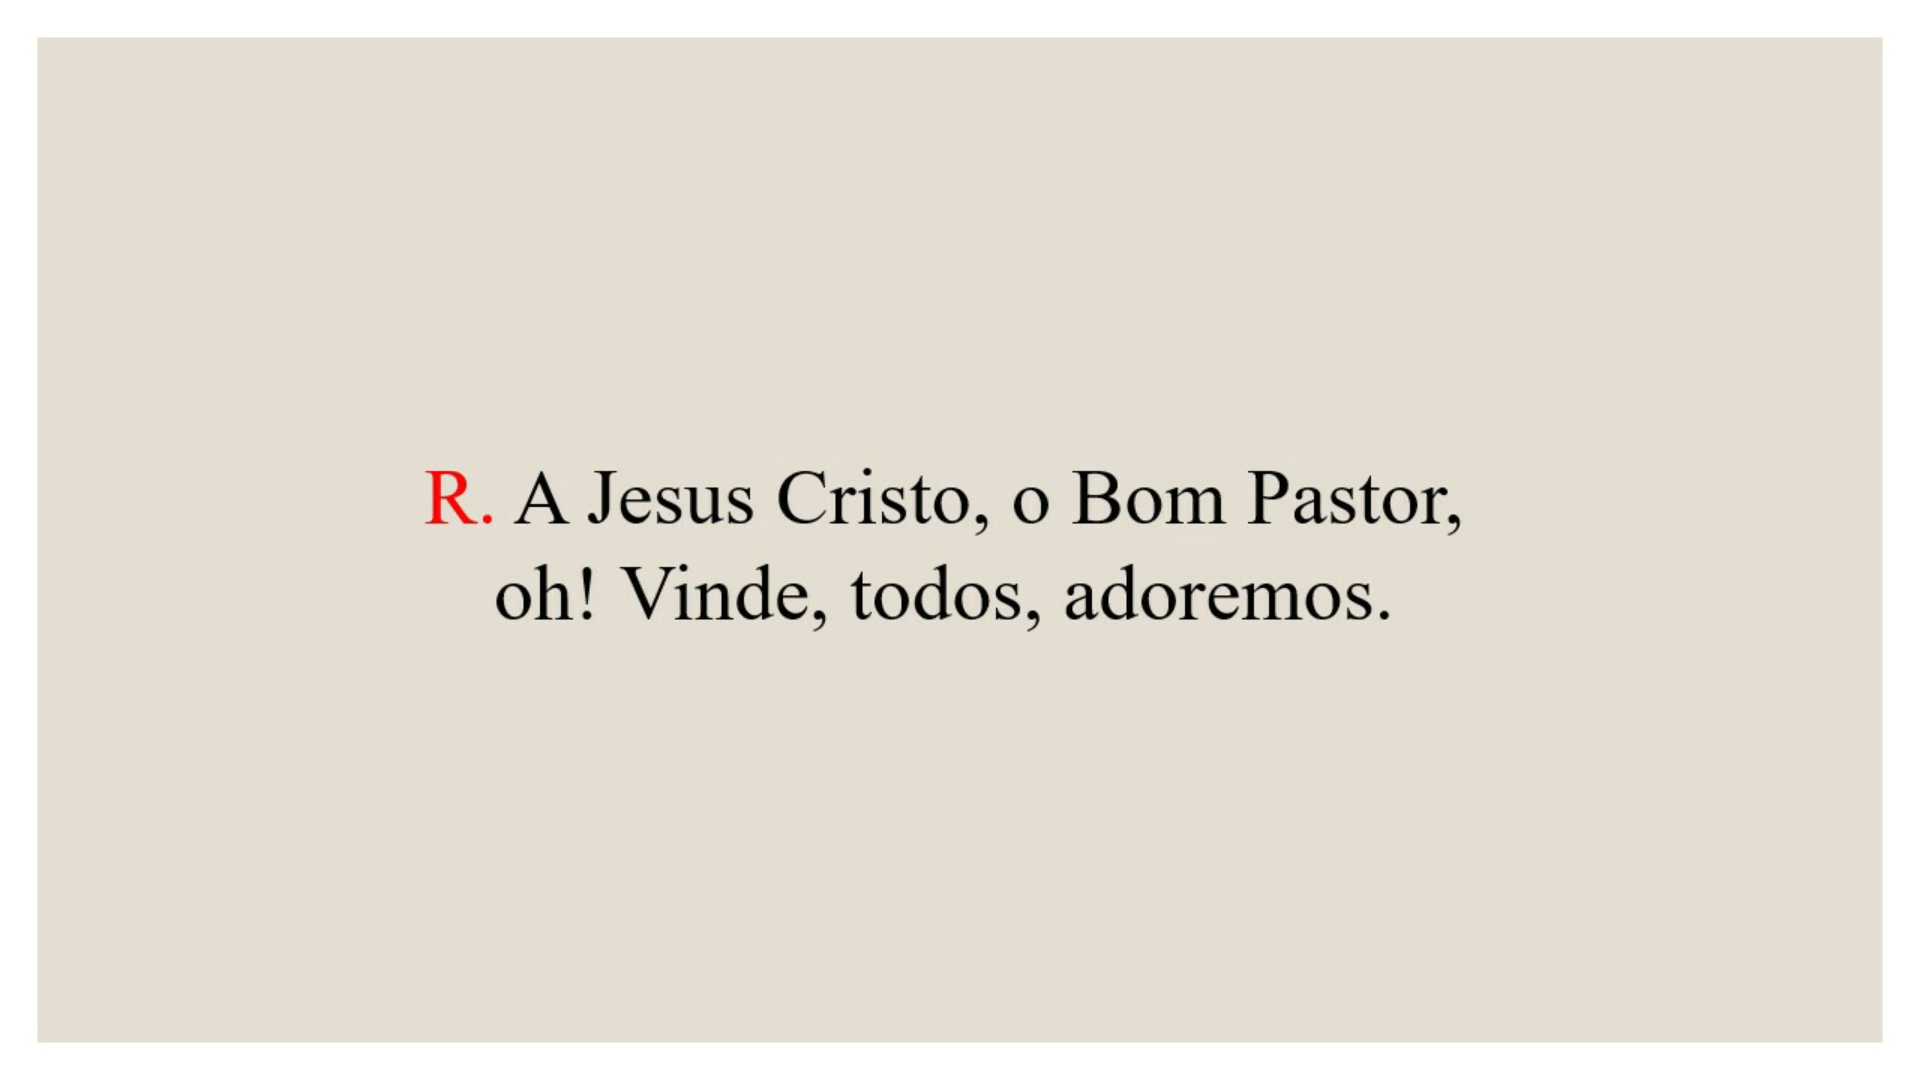 R. A Jesus Cristo, o Bom Pastor,
oh! Vinde, todos, adoremos.